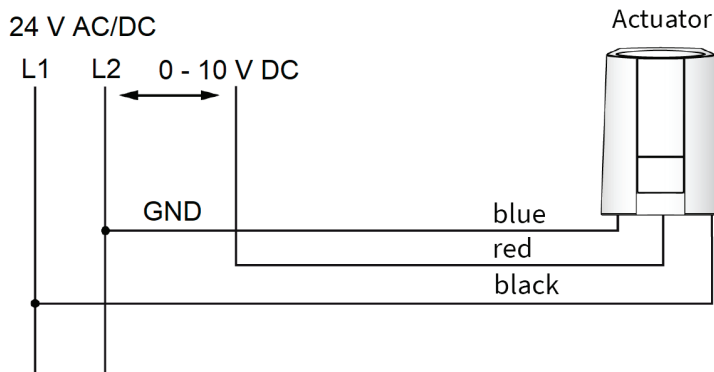 Actuator
24 V AC/DC
L1 L2 0 - 10 V DC
GND
blue
red
black